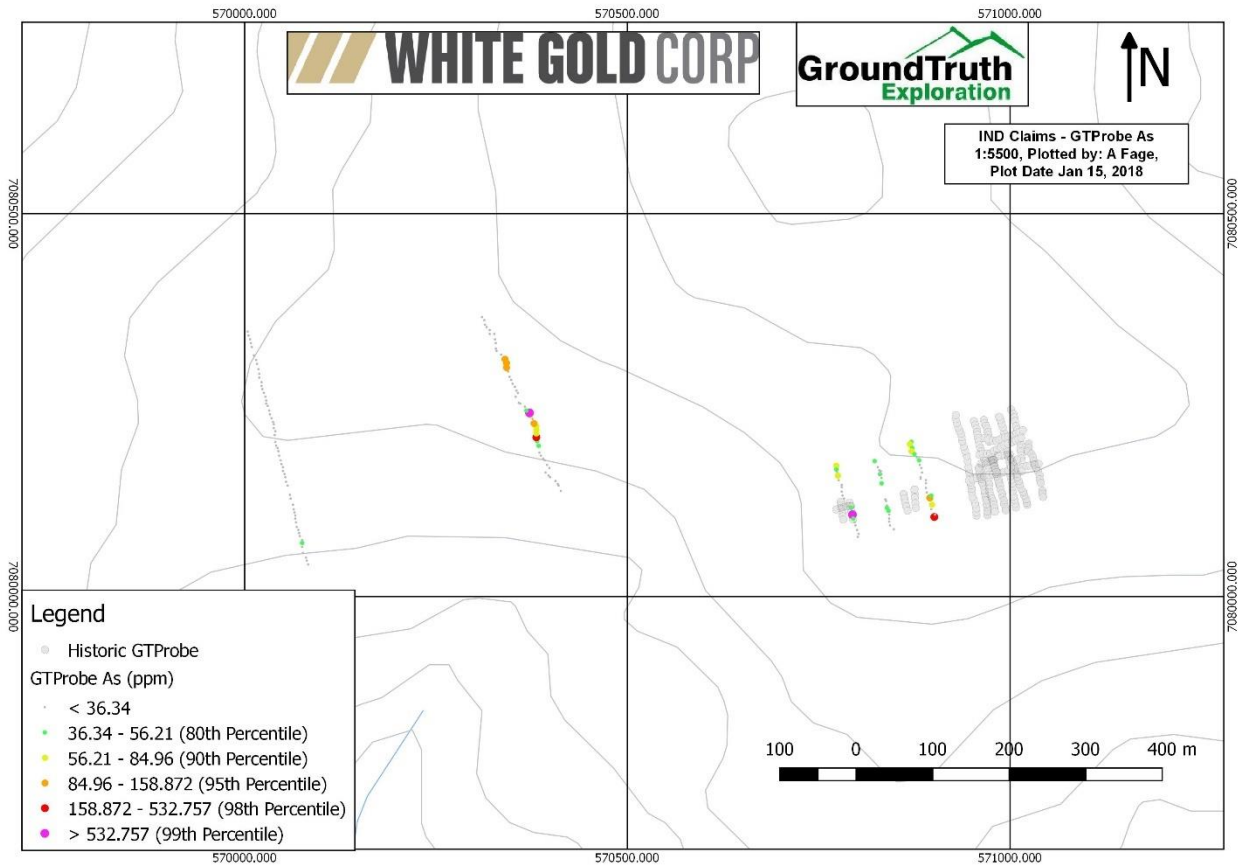 570000.000 570500.000 571000.000
WHITE GOLD CORP
GroundTruth
Exploration
N
IND Claims - GTProbe As
1:5500, Plotted by: A Fage,
Plot Date Jan 15, 2018
7080500.000 7080500.000
7080000.000 7080000.000
Legend
Historic GTProbe
GTProbe As (ppm)
< 36.34
36.34 - 56.21 (80th Percentile)
56.21 - 84.96 (90th Percentile)
84.96 - 158.872 (95th Percentile)
158.872 - 532.757 (98th Percentile)
> 532.757 (99th Percentile)
100 0 100 200 300 400 m
570000.000 570500.000 571000.000